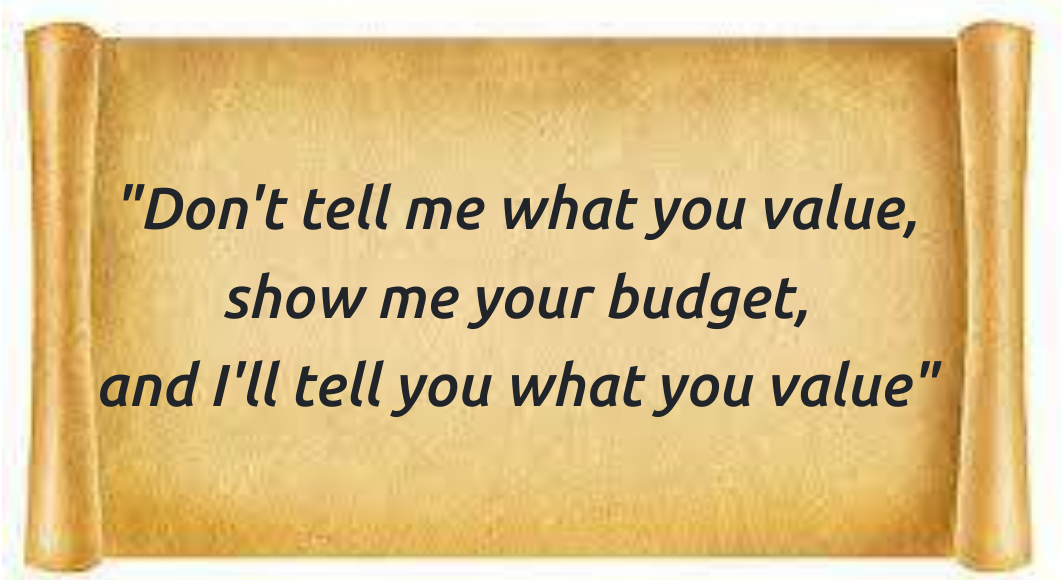 "Don't tell me what you value,
show me your budget,
and I'll tell you what you value"